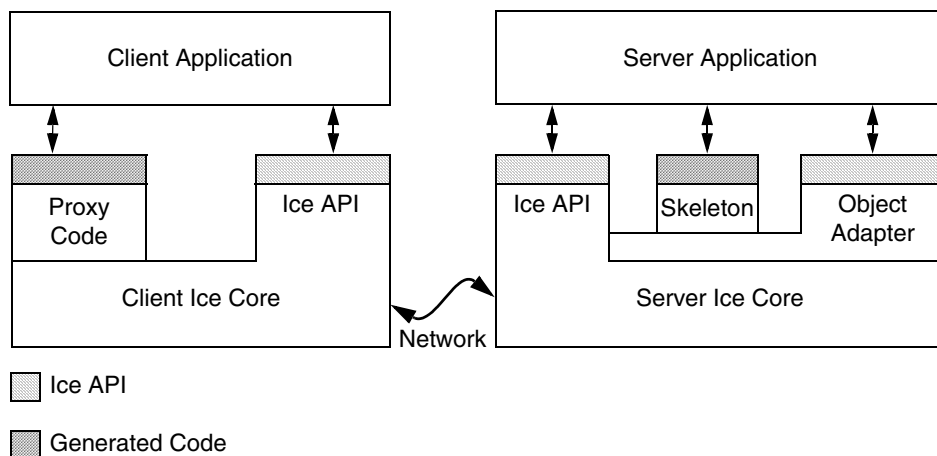 Client Application
Server Application
Proxy
Code
Ice API
Ice API
Skeleton
Object
Adapter
Client Ice Core
Server Ice Core
Network
Ice API
Generated Code